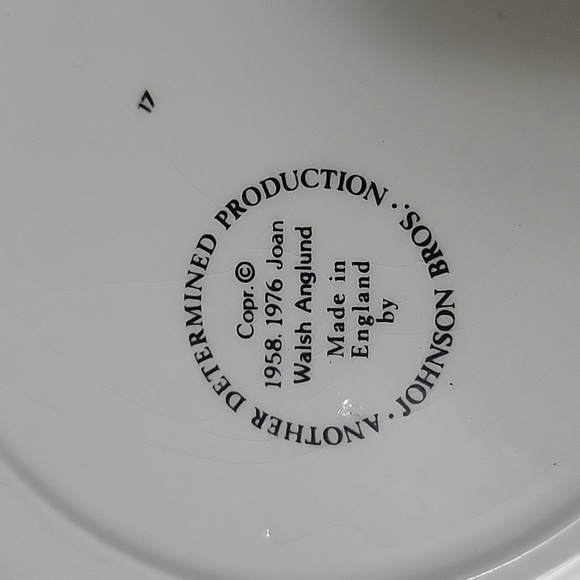 17
ANOTHER DETERMINED PRODUCTION . .
Copr. ©
1958. 1976 Joan
Walsh Anglund
Made in
England
by
JOHNSON BROS. .